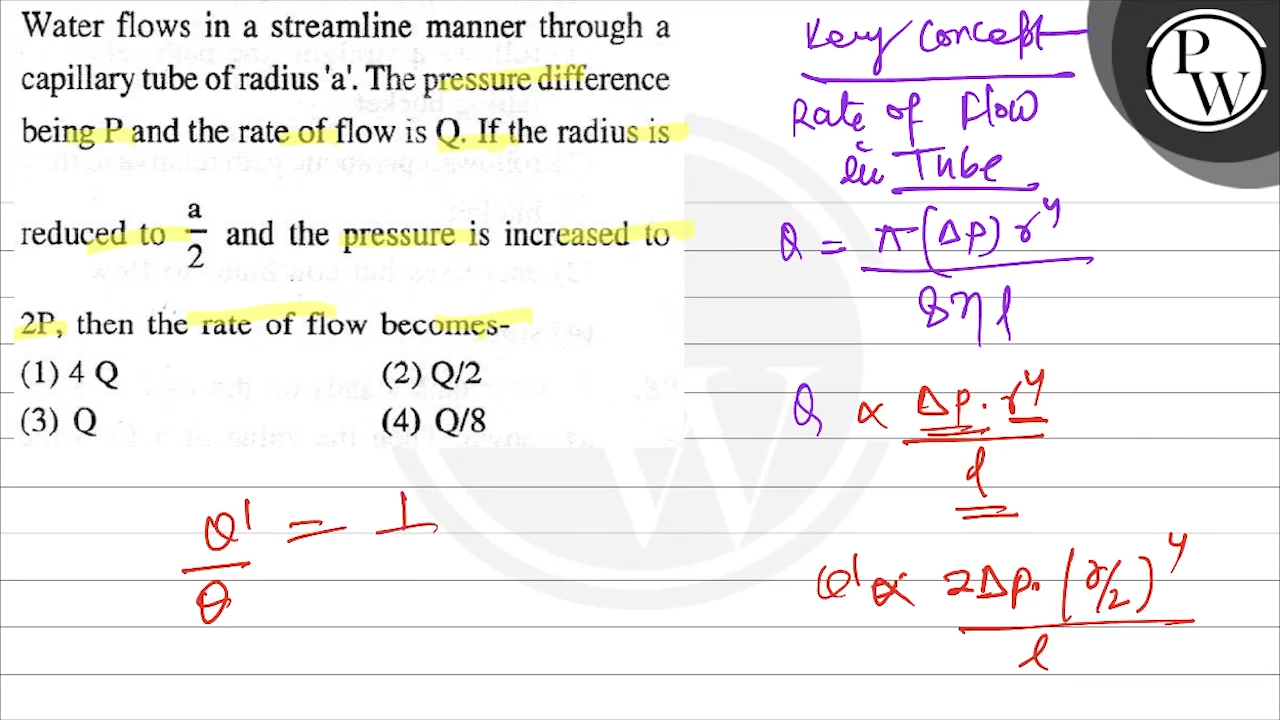 Water flows in a streamline manner through a
capillary tube of radius 'a'. The pressure difference
being P and the rate of flow is Q. If the radius is
reduced to a/2 and the pressure is increased to
2P, then the rate of flow becomes-
(1) 4 Q (2) Q/2
(3) Q (4) Q/8
Q'/Q = 1
Key Concept
Rate of Flow
in Tube
Q = π(Δp) r⁴ / 8ηl
Q ∝ Δp. r⁴ / l
Q' ∝ 2Δp. (r/2)⁴ / l
P
W